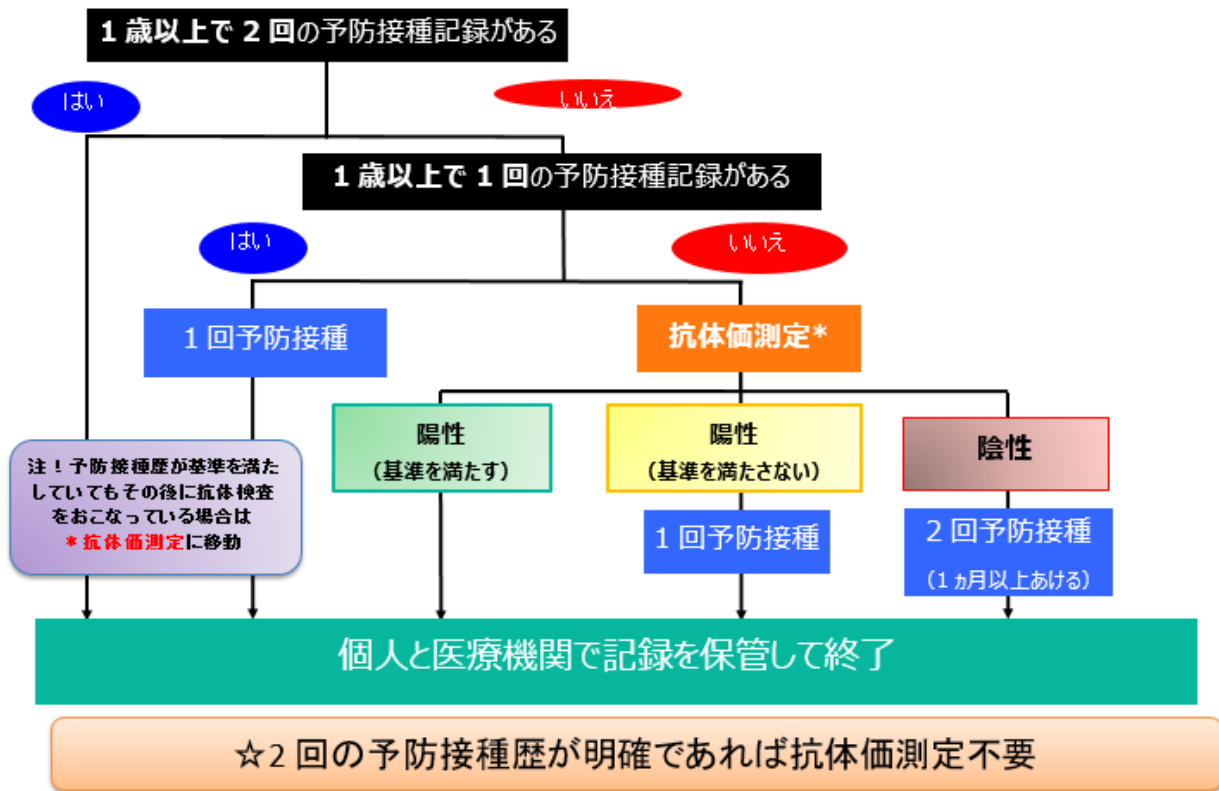 1歳以上で2回の予防接種記録がある
はい
いいえ
1歳以上で1回の予防接種記録がある
はい
いいえ
1回予防接種
抗体価測定*
陽性
(基準を満たす)
陽性
(基準を満たさない)
陰性
注!予防接種歴が基準を満た
していてもその後に抗体検査
をおこなっている場合は
*抗体価測定に移動
1回予防接種
2回予防接種
(1ヵ月以上あける)
個人と医療機関で記録を保管して終了
☆2回の予防接種歴が明確であれば抗体価測定不要